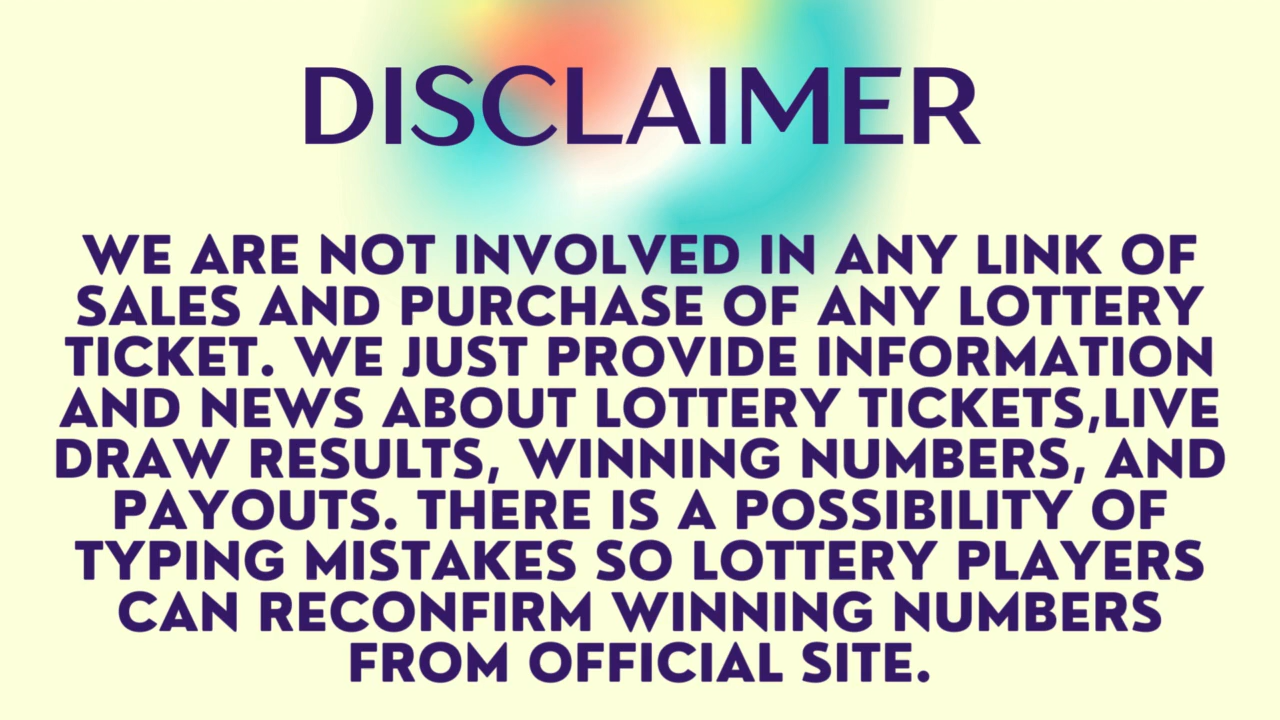 DISCLAIMER
WE ARE NOT INVOLVED IN ANY LINK OF
SALES AND PURCHASE OF ANY LOTTERY
TICKET. WE JUST PROVIDE INFORMATION
AND NEWS ABOUT LOTTERY TICKETS,LIVE
DRAW RESULTS, WINNING NUMBERS, AND
PAYOUTS. THERE IS A POSSIBILITY OF
TYPING MISTAKES SO LOTTERY PLAYERS
CAN RECONFIRM WINNING NUMBERS
FROM OFFICIAL SITE.